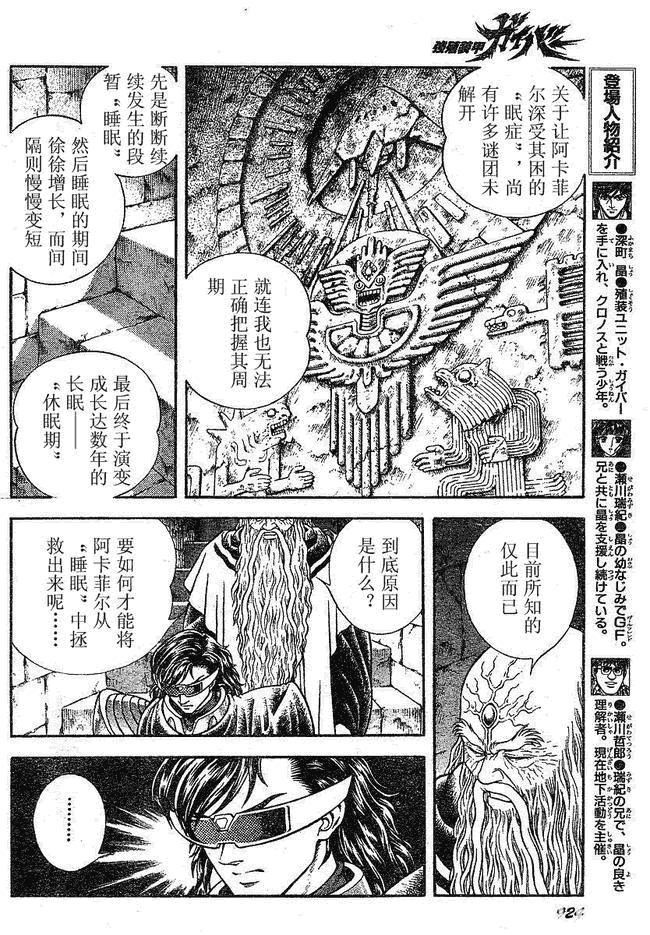 強殖装甲ガイバー
登場人物紹介
●深町 晶●殖装ユニット・ガイバー
を手に入れ、クロノスと戦う少年。
●瀬川瑞紀●晶の幼なじみでGF。
兄と共に晶を支援し続けている。
●瀬川哲郎●瑞紀の兄で、晶の良き
理解者。現在地下活動を主催。
关于让阿卡菲
尔深受其困的
“眠症”，尚
有许多谜团未
解开
就连我也无法
正确把握其周
期
先是断断续
续发生的段
暂“睡眠”
然后睡眠的期间
徐徐增长，而间
隔则慢慢变短
最后终于演变
成长达数年的
长眠——
“休眠期”
目前所知的
仅此而已
到底原因
是什么？
要如何才能将
阿卡菲尔从
“睡眠”中拯
救出来呢………
………
924